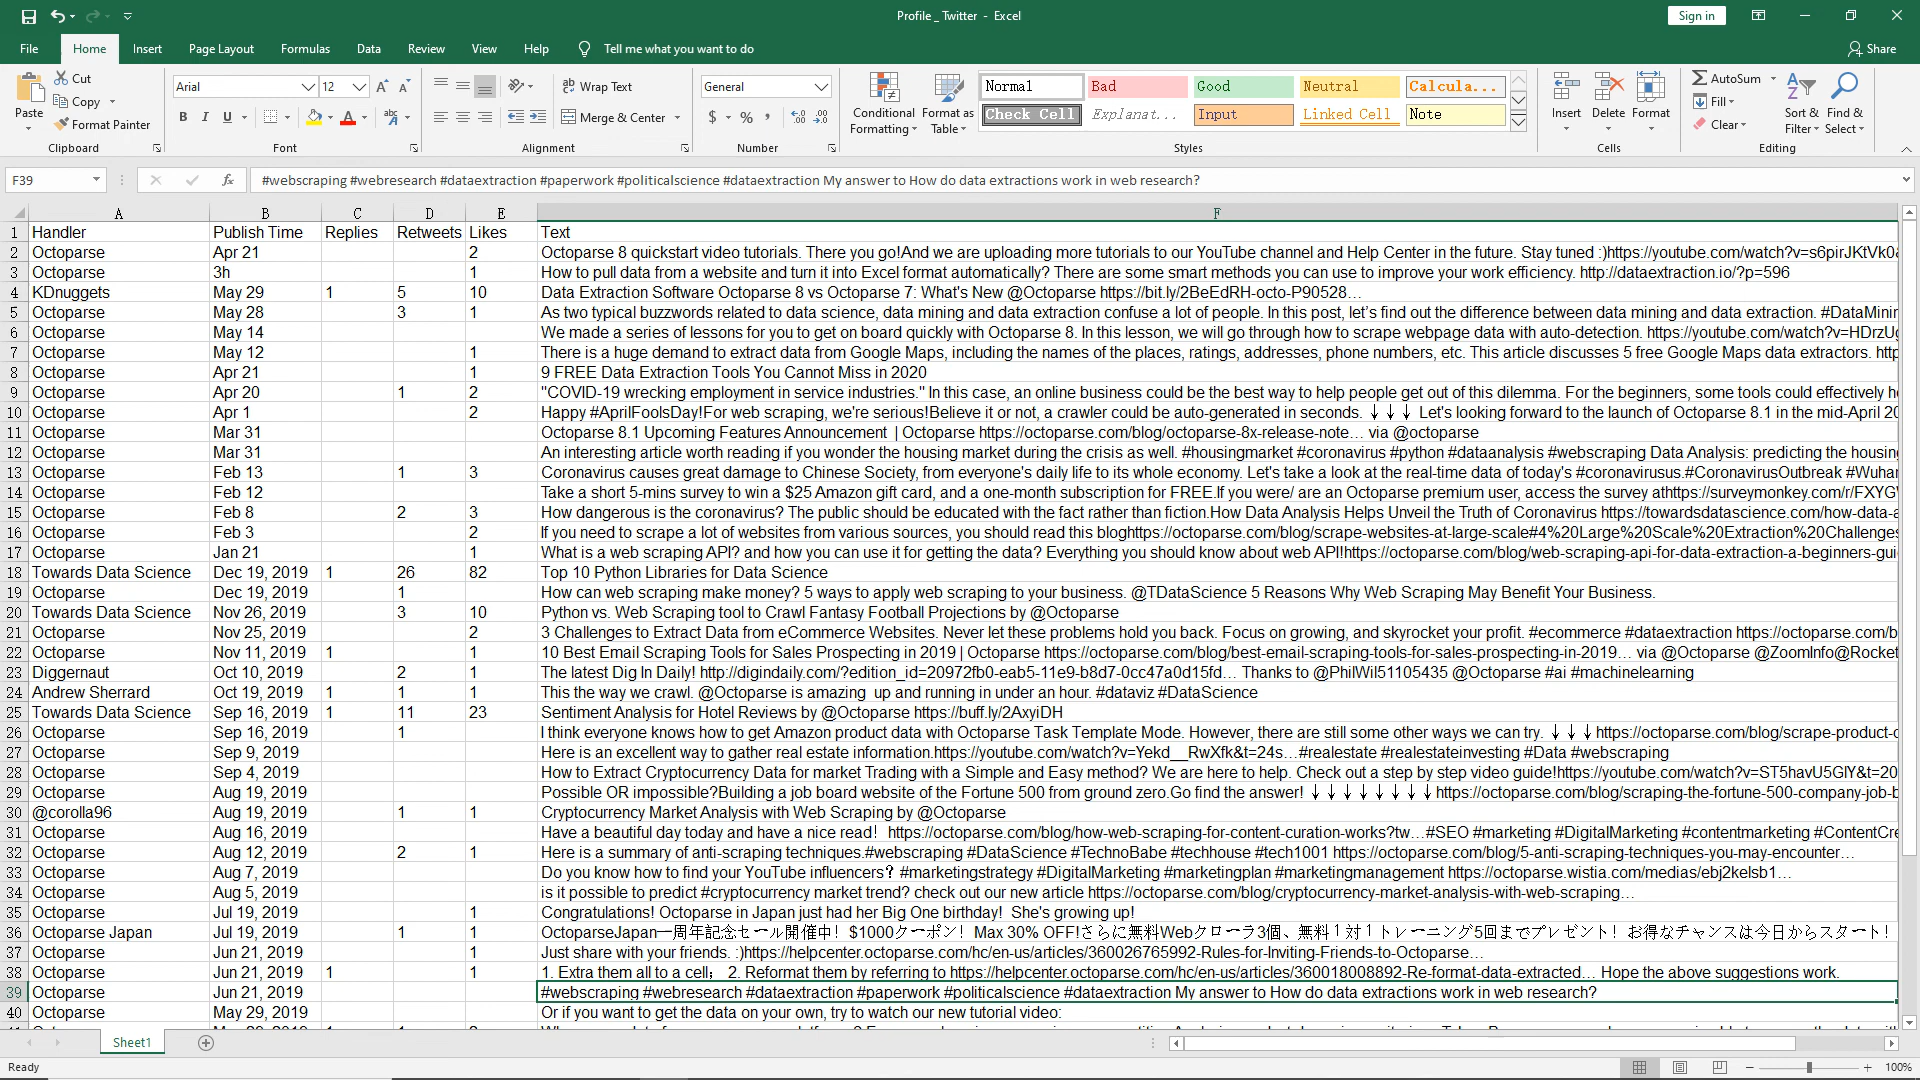 Profile _ Twitter - Excel
Sign in
File Home Insert Page Layout Formulas Data Review View Help Tell me what you want to do Share
Paste Cut Copy Format Painter Clipboard
Arial 12 A A B I U A abc Font
ab Wrap Text Merge & Center Alignment
General $ % , .00 .00 Number
Conditional Formatting Format as Table
Normal Bad Good Neutral Calcula...
Check Cell Explanat... Input Linked Cell Note
Styles
Insert Delete Format Cells
AutoSum Fill Clear Sort & Filter Find & Select Editing
F39 fx #webscraping #webresearch #dataextraction #paperwork #politicalscience #dataextraction My answer to How do data extractions work in web research?
A B C D E F
1 Handler Publish Time Replies Retweets Likes Text
2 Octoparse Apr 21 2 Octoparse 8 quickstart video tutorials. There you go!And we are uploading more tutorials to our YouTube channel and Help Center in the future. Stay tuned :)https://youtube.com/watch?v=s6pirJKtVk0
3 Octoparse 3h 1 How to pull data from a website and turn it into Excel format automatically? There are some smart methods you can use to improve your work efficiency. http://dataextraction.io/?p=596
4 KDnuggets May 29 1 5 10 Data Extraction Software Octoparse 8 vs Octoparse 7: What's New @Octoparse https://bit.ly/2BeEdRH-octo-P90528…
5 Octoparse May 28 3 1 As two typical buzzwords related to data science, data mining and data extraction confuse a lot of people. In this post, let’s find out the difference between data mining and data extraction. #DataMinin
6 Octoparse May 14 We made a series of lessons for you to get on board quickly with Octoparse 8. In this lesson, we will go through how to scrape webpage data with auto-detection. https://youtube.com/watch?v=HDrzU
7 Octoparse May 12 1 There is a huge demand to extract data from Google Maps, including the names of the places, ratings, addresses, phone numbers, etc. This article discusses 5 free Google Maps data extractors. http
8 Octoparse Apr 21 1 9 FREE Data Extraction Tools You Cannot Miss in 2020
9 Octoparse Apr 20 1 2 "COVID-19 wrecking employment in service industries." In this case, an online business could be the best way to help people get out of this dilemma. For the beginners, some tools could effectively he
10 Octoparse Apr 1 2 Happy #AprilFoolsDay!For web scraping, we're serious!Believe it or not, a crawler could be auto-generated in seconds. ↓↓↓ Let's looking forward to the launch of Octoparse 8.1 in the mid-April 20
11 Octoparse Mar 31 Octoparse 8.1 Upcoming Features Announcement | Octoparse https://octoparse.com/blog/octoparse-8x-release-note… via @octoparse
12 Octoparse Mar 31 An interesting article worth reading if you wonder the housing market during the crisis as well. #housingmarket #coronavirus #python #dataanalysis #webscraping Data Analysis: predicting the housing
13 Octoparse Feb 13 1 3 Coronavirus causes great damage to Chinese Society, from everyone's daily life to its whole economy. Let's take a look at the real-time data of today's #coronavirusus.#CoronavirusOutbreak #Wuhan
14 Octoparse Feb 12 Take a short 5-mins survey to win a $25 Amazon gift card, and a one-month subscription for FREE.If you were/ are an Octoparse premium user, access the survey athttps://surveymonkey.com/r/FXYG
15 Octoparse Feb 8 2 3 How dangerous is the coronavirus? The public should be educated with the fact rather than fiction.How Data Analysis Helps Unveil the Truth of Coronavirus https://towardsdatascience.com/how-data-a
16 Octoparse Feb 3 2 If you need to scrape a lot of websites from various sources, you should read this bloghttps://octoparse.com/blog/scrape-websites-at-large-scale#4%20Large%20Scale%20Extraction%20Challenges
17 Octoparse Jan 21 1 What is a web scraping API? and how you can use it for getting the data? Everything you should know about web API!https://octoparse.com/blog/web-scraping-api-for-data-extraction-a-beginners-gui
18 Towards Data Science Dec 19, 2019 1 26 82 Top 10 Python Libraries for Data Science
19 Octoparse Dec 19, 2019 1 How can web scraping make money? 5 ways to apply web scraping to your business. @TDataScience 5 Reasons Why Web Scraping May Benefit Your Business.
20 Towards Data Science Nov 26, 2019 3 10 Python vs. Web Scraping tool to Crawl Fantasy Football Projections by @Octoparse
21 Octoparse Nov 25, 2019 2 3 Challenges to Extract Data from eCommerce Websites. Never let these problems hold you back. Focus on growing, and skyrocket your profit. #ecommerce #dataextraction https://octoparse.com/b
22 Octoparse Nov 11, 2019 1 1 10 Best Email Scraping Tools for Sales Prospecting in 2019 | Octoparse https://octoparse.com/blog/best-email-scraping-tools-for-sales-prospecting-in-2019… via @Octoparse @ZoomInfo@Rocket
23 Diggernaut Oct 10, 2019 2 1 The latest Dig In Daily! http://digindaily.com/?edition_id=20972fb0-eab5-11e9-b8d7-0cc47a0d15fd… Thanks to @PhilWil51105435 @Octoparse #ai #machinelearning
24 Andrew Sherrard Oct 19, 2019 1 1 1 This the way we crawl. @Octoparse is amazing up and running in under an hour. #dataviz #DataScience
25 Towards Data Science Sep 16, 2019 1 11 23 Sentiment Analysis for Hotel Reviews by @Octoparse https://buff.ly/2AxyiDH
26 Octoparse Sep 16, 2019 1 I think everyone knows how to get Amazon product data with Octoparse Task Template Mode. However, there are still some other ways we can try. ↓↓↓https://octoparse.com/blog/scrape-product-d
27 Octoparse Sep 9, 2019 Here is an excellent way to gather real estate information.https://youtube.com/watch?v=Yekd__RwXfk&t=24s…#realestate #realestateinvesting #Data #webscraping
28 Octoparse Sep 4, 2019 How to Extract Cryptocurrency Data for market Trading with a Simple and Easy method? We are here to help. Check out a step by step video guide!https://youtube.com/watch?v=ST5havU5GlY&t=20
29 Octoparse Aug 19, 2019 Possible OR impossible?Building a job board website of the Fortune 500 from ground zero.Go find the answer! ↓↓↓↓↓↓↓↓https://octoparse.com/blog/scraping-the-fortune-500-company-job-b
30 @corolla96 Aug 19, 2019 1 1 Cryptocurrency Market Analysis with Web Scraping by @Octoparse
31 Octoparse Aug 16, 2019 Have a beautiful day today and have a nice read！ https://octoparse.com/blog/how-web-scraping-for-content-curation-works?tw…#SEO #marketing #DigitalMarketing #contentmarketing #ContentCre
32 Octoparse Aug 12, 2019 2 1 Here is a summary of anti-scraping techniques.#webscraping #DataScience #TechnoBabe #techhouse #tech1001 https://octoparse.com/blog/5-anti-scraping-techniques-you-may-encounter…
33 Octoparse Aug 7, 2019 Do you know how to find your YouTube influencers？#marketingstrategy #DigitalMarketing #marketingplan #marketingmanagement https://octoparse.wistia.com/medias/ebj2kelsb1…
34 Octoparse Aug 5, 2019 is it possible to predict #cryptocurrency market trend? check out our new article https://octoparse.com/blog/cryptocurrency-market-analysis-with-web-scraping…
35 Octoparse Jul 19, 2019 1 Congratulations! Octoparse in Japan just had her Big One birthday! She's growing up!
36 Octoparse Japan Jul 19, 2019 1 1 OctoparseJapan一周年記念セール開催中！$1000クーポン！Max 30% OFF!さらに無料Webクローラ3個、無料１対１トレーニング5回までプレゼント！お得なチャンスは今日からスタート！
37 Octoparse Jun 21, 2019 1 Just share with your friends. :)https://helpcenter.octoparse.com/hc/en-us/articles/360026765992-Rules-for-Inviting-Friends-to-Octoparse…
38 Octoparse Jun 21, 2019 1 1 1. Extra them all to a cell； 2. Reformat them by referring to https://helpcenter.octoparse.com/hc/en-us/articles/360018008892-Re-format-data-extracted… Hope the above suggestions work.
39 Octoparse Jun 21, 2019 #webscraping #webresearch #dataextraction #paperwork #politicalscience #dataextraction My answer to How do data extractions work in web research?
40 Octoparse May 29, 2019 Or if you want to get the data on your own, try to watch our new tutorial video:
Sheet1
Ready 100%